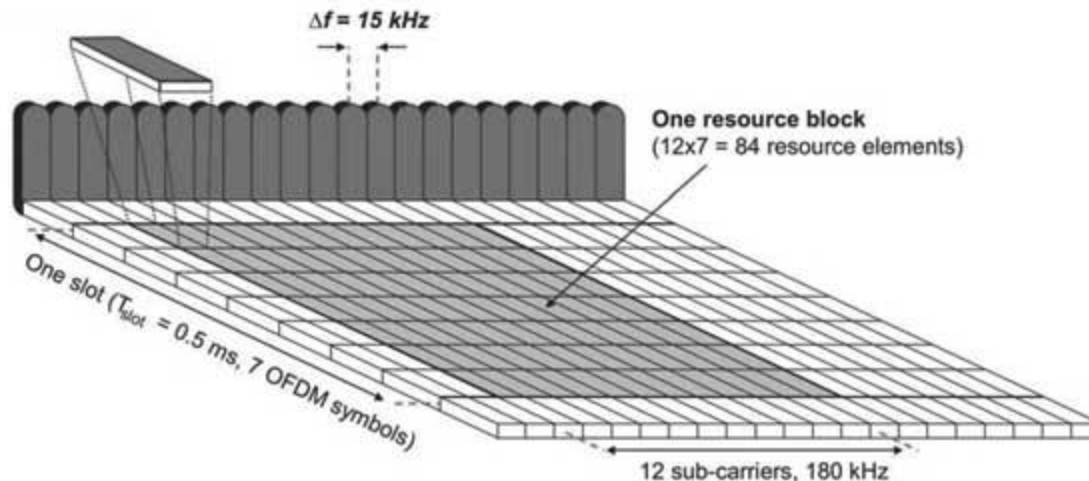 Δf = 15 kHz
One resource block
(12x7 = 84 resource elements)
One slot (Tslot = 0.5 ms, 7 OFDM symbols)
12 sub-carriers, 180 kHz